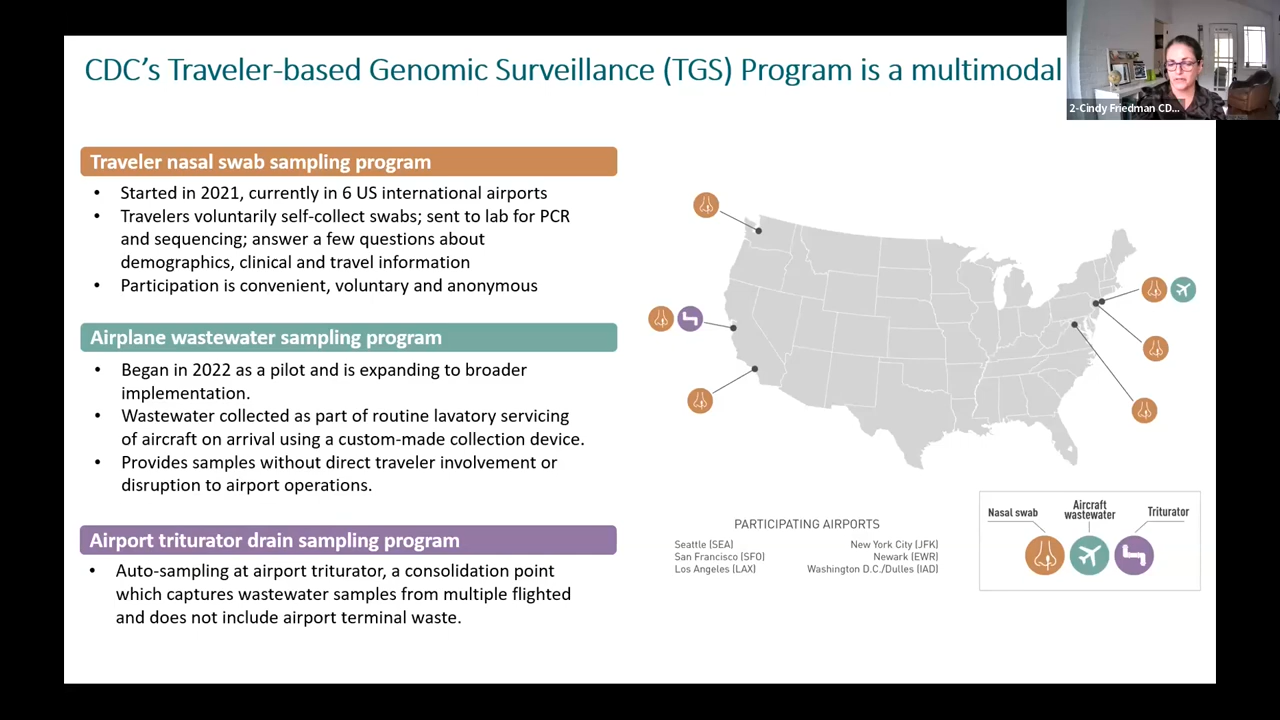 CDC's Traveler-based Genomic Surveillance (TGS) Program is a multimodal
2-Cindy Friedman CD...
Traveler nasal swab sampling program
• Started in 2021, currently in 6 US international airports
• Travelers voluntarily self-collect swabs; sent to lab for PCR
and sequencing; answer a few questions about
demographics, clinical and travel information
• Participation is convenient, voluntary and anonymous
Airplane wastewater sampling program
• Began in 2022 as a pilot and is expanding to broader
implementation.
• Wastewater collected as part of routine lavatory servicing
of aircraft on arrival using a custom-made collection device.
• Provides samples without direct traveler involvement or
disruption to airport operations.
Airport triturator drain sampling program
• Auto-sampling at airport triturator, a consolidation point
which captures wastewater samples from multiple flighted
and does not include airport terminal waste.
PARTICIPATING AIRPORTS
Seattle (SEA)
San Francisco (SFO)
Los Angeles (LAX)
New York City (JFK)
Newark (EWR)
Washington D.C./Dulles (IAD)
Nasal swab
Aircraft
wastewater
Triturator